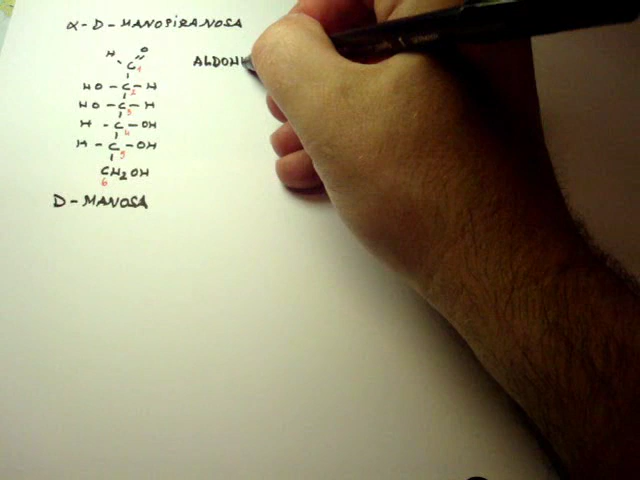 α-D-MANOPIRANOSA
H O
C 1
HO - C - H
2
HO - C - H
3
H - C - OH
4
H - C - OH
5
CH2OH
6
D-MANOSA
ALDOH